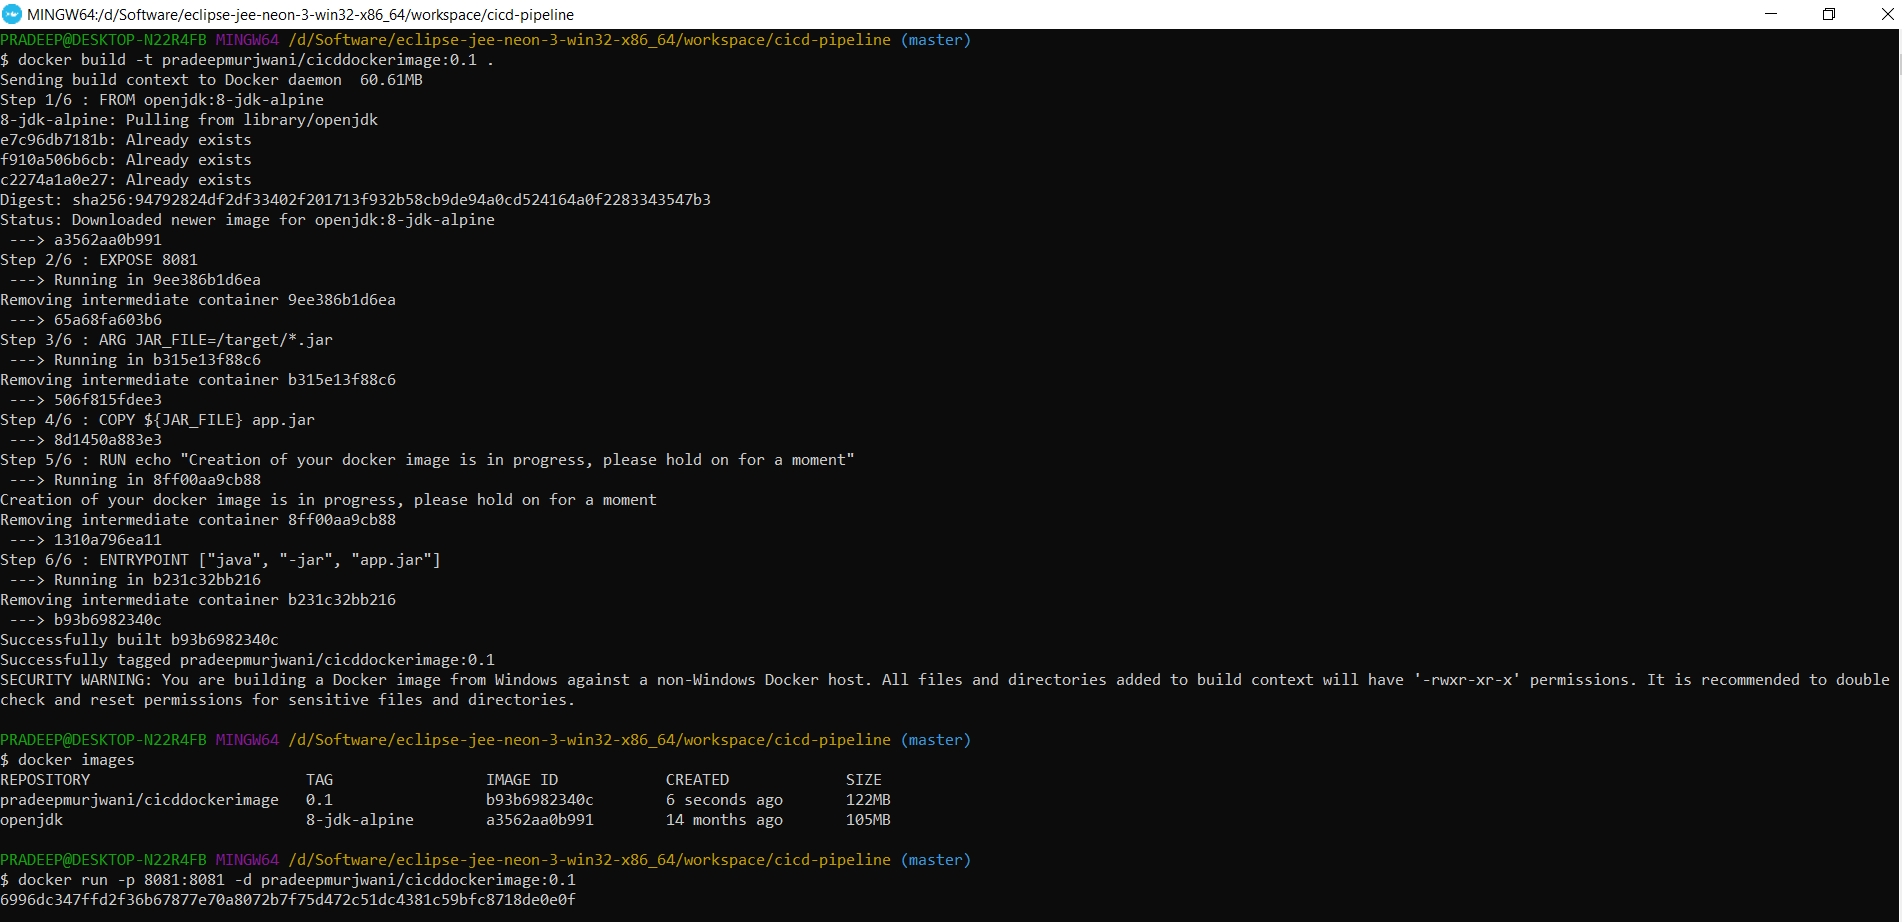 MINGW64:/d/Software/eclipse-jee-neon-3-win32-x86_64/workspace/cicd-pipeline
PRADEEP@DESKTOP-N22R4FB MINGW64 /d/Software/eclipse-jee-neon-3-win32-x86_64/workspace/cicd-pipeline (master)
$ docker build -t pradeepmurjwani/cicddockerimage:0.1 .
Sending build context to Docker daemon  60.61MB
Step 1/6 : FROM openjdk:8-jdk-alpine
8-jdk-alpine: Pulling from library/openjdk
e7c96db7181b: Already exists
f910a506b6cb: Already exists
c2274a1a0e27: Already exists
Digest: sha256:94792824df2df33402f201713f932b58cb9de94a0cd524164a0f2283343547b3
Status: Downloaded newer image for openjdk:8-jdk-alpine
 ---> a3562aa0b991
Step 2/6 : EXPOSE 8081
 ---> Running in 9ee386b1d6ea
Removing intermediate container 9ee386b1d6ea
 ---> 65a68fa603b6
Step 3/6 : ARG JAR_FILE=/target/*.jar
 ---> Running in b315e13f88c6
Removing intermediate container b315e13f88c6
 ---> 506f815fdee3
Step 4/6 : COPY ${JAR_FILE} app.jar
 ---> 8d1450a883e3
Step 5/6 : RUN echo "Creation of your docker image is in progress, please hold on for a moment"
 ---> Running in 8ff00aa9cb88
Creation of your docker image is in progress, please hold on for a moment
Removing intermediate container 8ff00aa9cb88
 ---> 1310a796ea11
Step 6/6 : ENTRYPOINT ["java", "-jar", "app.jar"]
 ---> Running in b231c32bb216
Removing intermediate container b231c32bb216
 ---> b93b6982340c
Successfully built b93b6982340c
Successfully tagged pradeepmurjwani/cicddockerimage:0.1
SECURITY WARNING: You are building a Docker image from Windows against a non-Windows Docker host. All files and directories added to build context will have '-rwxr-xr-x' permissions. It is recommended to double
check and reset permissions for sensitive files and directories.
PRADEEP@DESKTOP-N22R4FB MINGW64 /d/Software/eclipse-jee-neon-3-win32-x86_64/workspace/cicd-pipeline (master)
$ docker images
REPOSITORY                        TAG                 IMAGE ID            CREATED             SIZE
pradeepmurjwani/cicddockerimage   0.1                 b93b6982340c        6 seconds ago       122MB
openjdk                           8-jdk-alpine        a3562aa0b991        14 months ago       105MB
PRADEEP@DESKTOP-N22R4FB MINGW64 /d/Software/eclipse-jee-neon-3-win32-x86_64/workspace/cicd-pipeline (master)
$ docker run -p 8081:8081 -d pradeepmurjwani/cicddockerimage:0.1
6996dc347ffd2f36b67877e70a8072b7f75d472c51dc4381c59bfc8718de0e0f